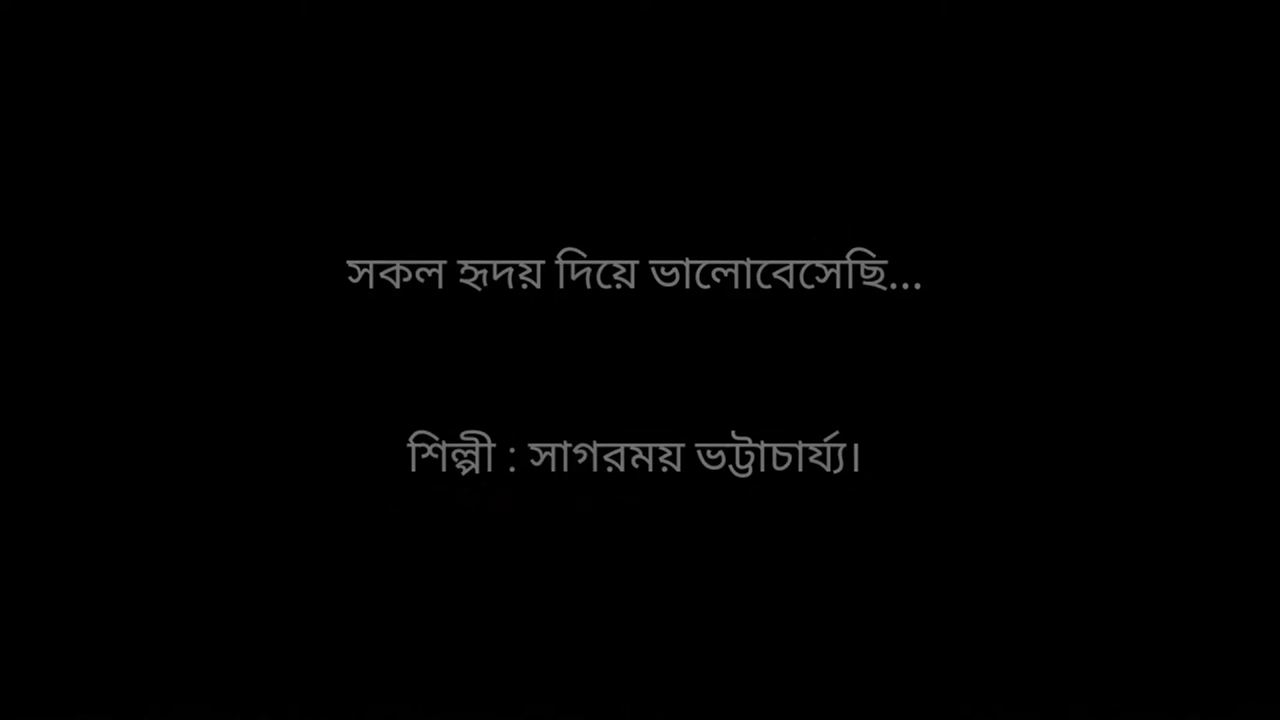 সকল হৃদয় দিয়ে ভালোবেসেছি...
শিল্পী : সাগরময় ভট্টাচার্য্য।